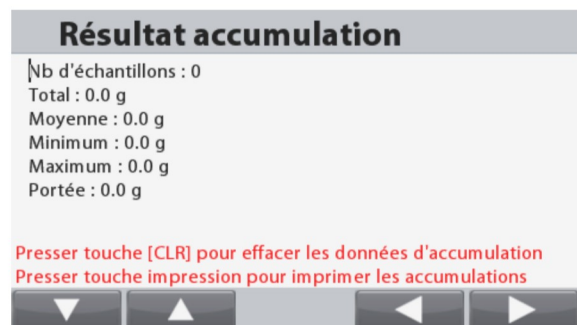 Résultat accumulation
Nb d'échantillons : 0
Total : 0.0 g
Moyenne : 0.0 g
Minimum : 0.0 g
Maximum : 0.0 g
Portée : 0.0 g
Presser touche [CLR] pour effacer les données d'accumulation
Presser touche impression pour imprimer les accumulations